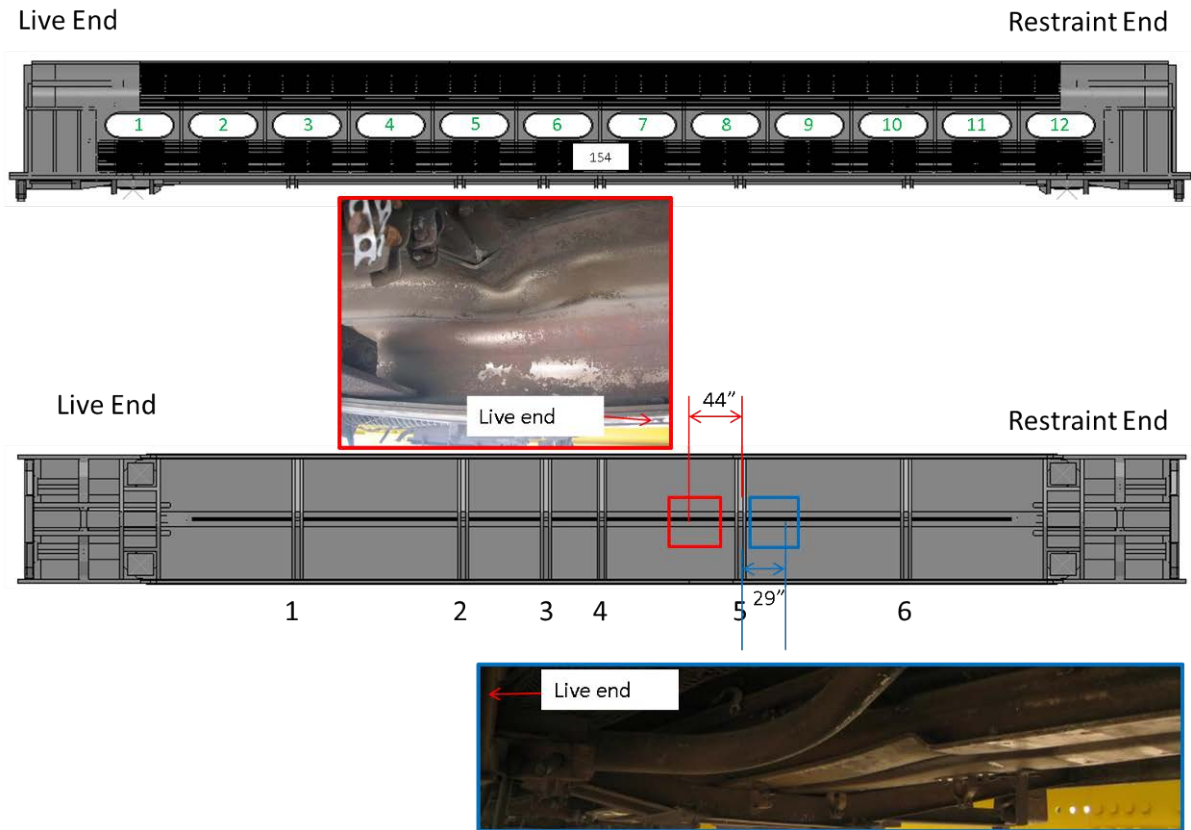 Live End
Restraint End
1 2 3 4 5 6 7 8 9 10 11 12
154
Live end
44”
Live End
Restraint End
1 2 3 4 5 6
29”
Live end